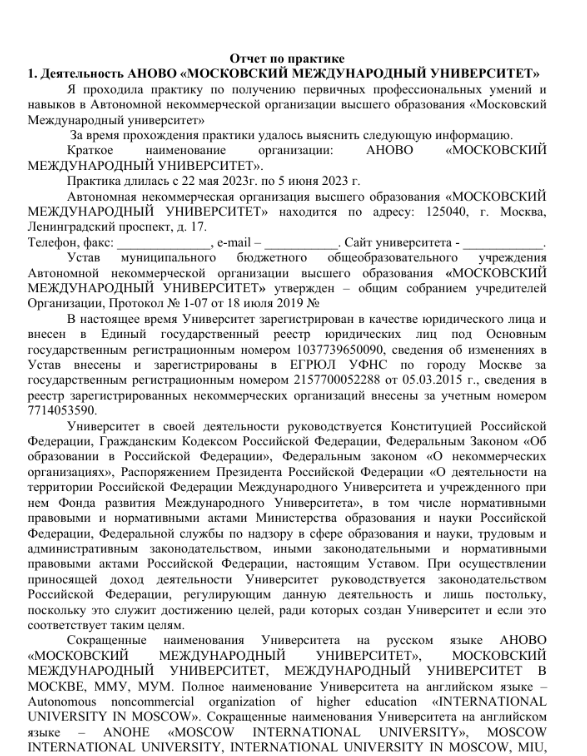 Отчет по практике
1. Деятельность АНОВО «МОСКОВСКИЙ МЕЖДУНАРОДНЫЙ УНИВЕРСИТЕТ»
Я проходила практику по получению первичных профессиональных умений и
навыков в Автономной некоммерческой организации высшего образования «Московский
Международный университет»
За время прохождения практики удалось выяснить следующую информацию.
Краткое наименование организации: АНОВО «МОСКОВСКИЙ
МЕЖДУНАРОДНЫЙ УНИВЕРСИТЕТ».
Практика длилась с 22 мая 2023г. по 5 июня 2023 г.
Автономная некоммерческая организация высшего образования «МОСКОВСКИЙ
МЕЖДУНАРОДНЫЙ УНИВЕРСИТЕТ» находится по адресу: 125040, г. Москва,
Ленинградский проспект, д. 17.
Телефон, факс: _______________, e-mail – ____________. Сайт университета - _____________.
Устав муниципального бюджетного общеобразовательного учреждения
Автономной некоммерческой организации высшего образования «МОСКОВСКИЙ
МЕЖДУНАРОДНЫЙ УНИВЕРСИТЕТ» утвержден – общим собранием учредителей
Организации, Протокол № 1-07 от 18 июля 2019 №
В настоящее время Университет зарегистрирован в качестве юридического лица и
внесен в Единый государственный реестр юридических лиц под Основным
государственным регистрационным номером 1037739650090, сведения об изменениях в
Устав внесены и зарегистрированы в ЕГРЮЛ УФНС по городу Москве за
государственным регистрационным номером 2157700052288 от 05.03.2015 г., сведения в
реестр зарегистрированных некоммерческих организаций внесены за учетным номером
7714053590.
Университет в своей деятельности руководствуется Конституцией Российской
Федерации, Гражданским Кодексом Российской Федерации, Федеральным Законом «Об
образовании в Российской Федерации», Федеральным законом «О некоммерческих
организациях», Распоряжением Президента Российской Федерации «О деятельности на
территории Российской Федерации Международного Университета и учрежденного при
нем Фонда развития Международного Университета», в том числе нормативными
правовыми и нормативными актами Министерства образования и науки Российской
Федерации, Федеральной службы по надзору в сфере образования и науки, трудовым и
административным законодательством, иными законодательными и нормативными
правовыми актами Российской Федерации, настоящим Уставом. При осуществлении
приносящей доход деятельности Университет руководствуется законодательством
Российской Федерации, регулирующим данную деятельность и лишь постольку,
поскольку это служит достижению целей, ради которых создан Университет и если это
соответствует таким целям.
Сокращенные наименования Университета на русском языке АНОВО
«МОСКОВСКИЙ МЕЖДУНАРОДНЫЙ УНИВЕРСИТЕТ», МОСКОВСКИЙ
МЕЖДУНАРОДНЫЙ УНИВЕРСИТЕТ, МЕЖДУНАРОДНЫЙ УНИВЕРСИТЕТ В
МОСКВЕ, ММУ, МУМ. Полное наименование Университета на английском языке –
Autonomous noncommercial organization of higher education «INTERNATIONAL
UNIVERSITY IN MOSCOW». Сокращенные наименования Университета на английском
языке – ANOHE «MOSCOW INTERNATIONAL UNIVERSITY», MOSCOW
INTERNATIONAL UNIVERSITY, INTERNATIONAL UNIVERSITY IN MOSCOW, MIU,